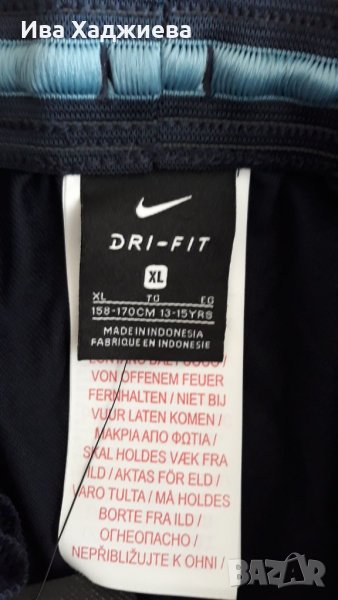 Ива Хаджиева
DRI-FIT
XL
XL TG EG
158-170CM 13-15YRS
MADE IN INDONESIA
FABRIQUE EN INDONESIE
VON OFFENEM FEUER
FERNHALTEN / NIET BIJ
VUUR LATEN KOMEN /
ΜΑΚΡΙΑ ΑΠΟ ΦΩΤΙΑ /
SKAL HOLDES VÆK FRA
ILD / AKTAS FÖR ELD /
VARO TULTA / MÅ HOLDES
BORTE FRA ILD /
ОГНЕОПАСНО /
NEPŘIBLIŽUJTE K OHNI /
BAZAR